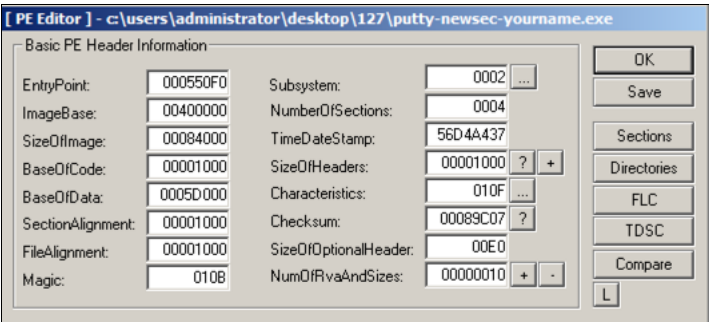 [ PE Editor ] - c:\users\administrator\desktop\127\putty-newsec-yourname.exe
Basic PE Header Information
EntryPoint: 000550F0
ImageBase: 00400000
SizeOfImage: 00084000
BaseOfCode: 00001000
BaseOfData: 0005D000
SectionAlignment: 00001000
FileAlignment: 00001000
Magic: 010B
Subsystem: 0002 ...
NumberOfSections: 0004
TimeDateStamp: 56D4A437
SizeOfHeaders: 00001000 ? +
Characteristics: 010F ...
Checksum: 00089C07 ?
SizeOfOptionalHeader: 00E0
NumOfRvaAndSizes: 00000010 + -
OK
Save
Sections
Directories
FLC
TDSC
Compare
L